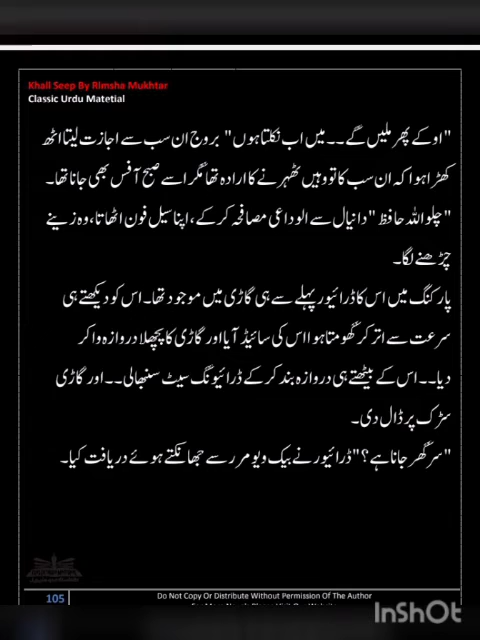 Khali Seep By Rimsha Mukhtar
Classic Urdu Matetial
"اوکے پھر ملیں گے۔۔میں اب نکلتا ہوں" بروج ان سب سے اجازت لیتا اٹھ
کھڑا ہوا کہ ان سب کا تو وہیں ٹھہرنے کا ارادہ تھا مگر اسے صبح آفس بھی جانا تھا۔
"چلو اللہ حافظ" دانیال سے الوداعی مصافحہ کر کے، اپنا سیل فون اٹھاتا، وہ زینے
چڑھنے لگا۔
پارکنگ میں اس کا ڈرائیور پہلے سے ہی گاڑی میں موجود تھا۔ اس کو دیکھتے ہی
سرعت سے اتر کر گھومتا ہوا اس کی سائیڈ آیا اور گاڑی کا پچھلا دروازہ وا کر
دیا۔۔ اس کے بیٹھتے ہی دروازہ بند کر کے ڈرائیونگ سیٹ سنبھالی۔۔ اور گاڑی
سڑک پر ڈال دی۔
"سر گھر جانا ہے؟" ڈرائیور نے بیک ویو مرر سے جھانکتے ہوئے دریافت کیا۔
105
Do Not Copy Or Distribute Without Permission Of The Author
InShOt